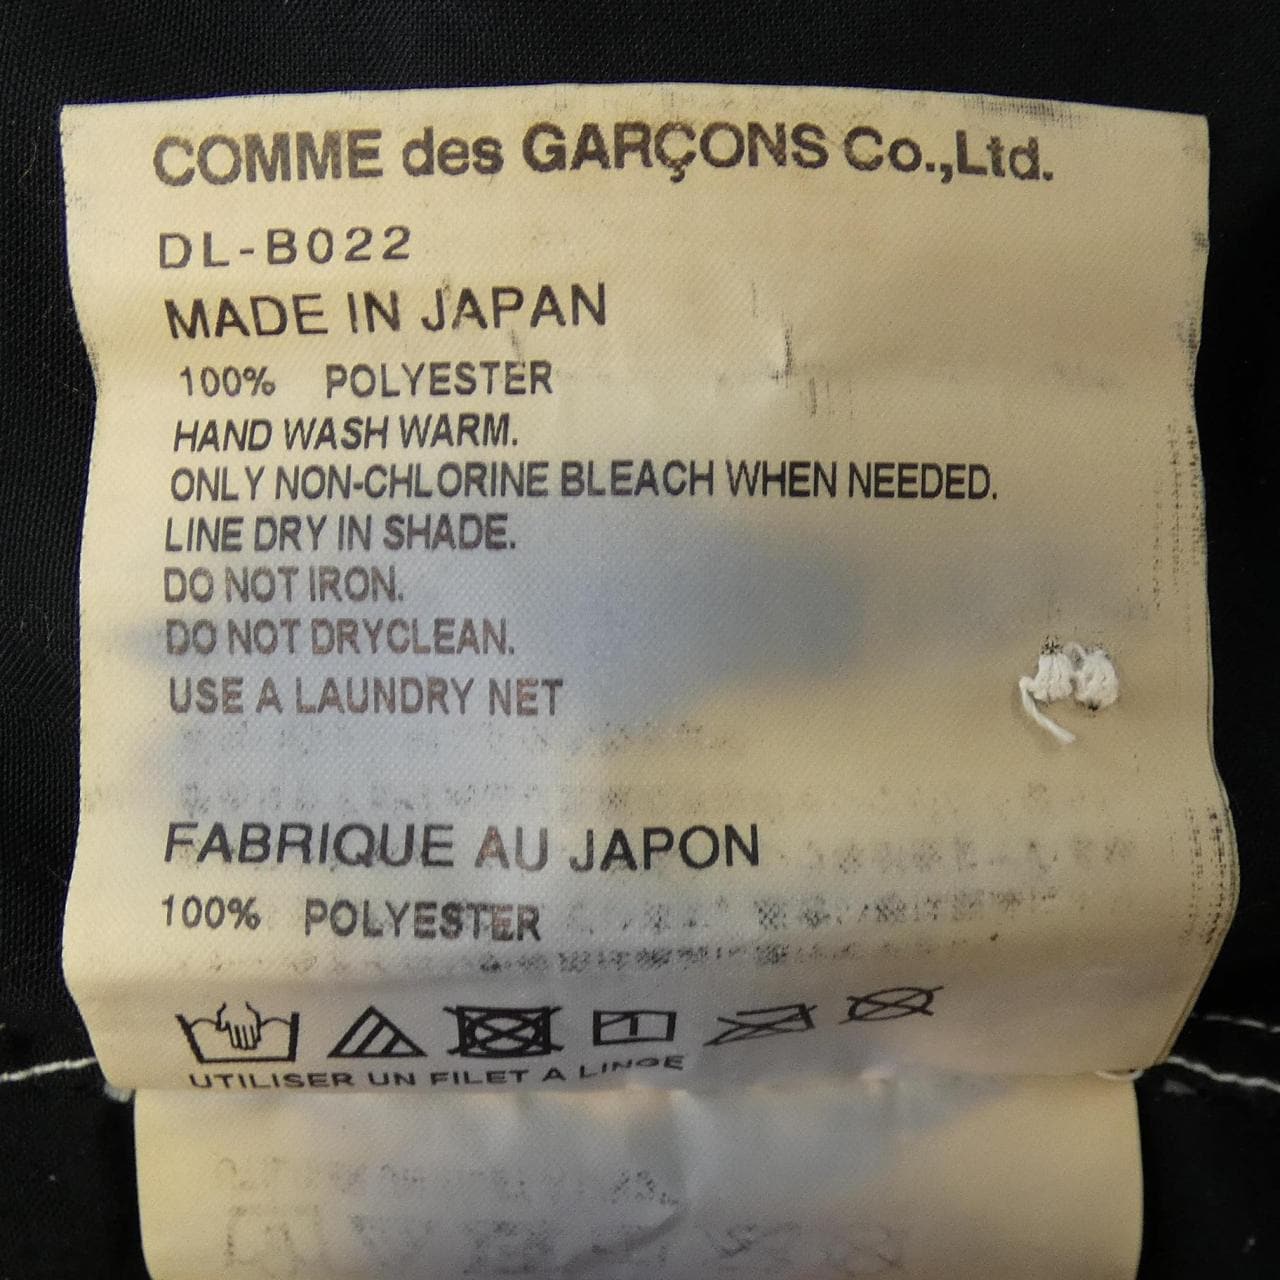 COMME des GARÇONS Co.,Ltd.
DL-B022
MADE IN JAPAN
100% POLYESTER
HAND WASH WARM.
ONLY NON-CHLORINE BLEACH WHEN NEEDED.
LINE DRY IN SHADE.
DO NOT IRON.
DO NOT DRYCLEAN.
USE A LAUNDRY NET
FABRIQUE AU JAPON
100% POLYESTER
UTILISER UN FILET A LINGE